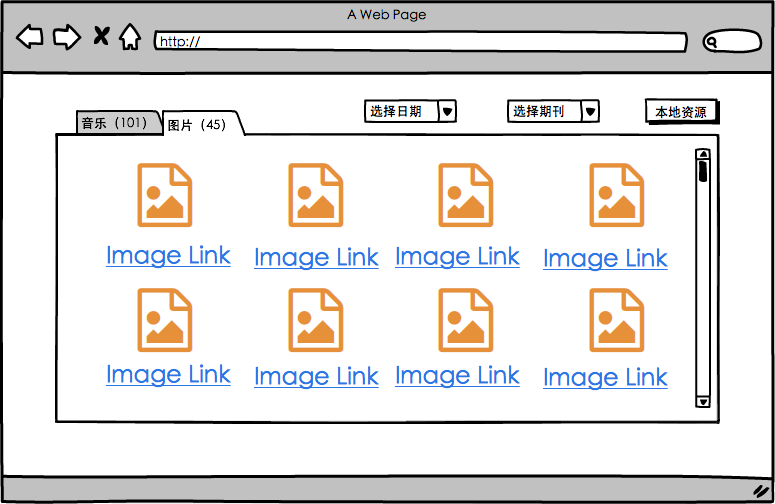 A Web Page
http://
选择日期 选择期刊 本地资源
音乐（101） 图片（45）
Image Link Image Link Image Link Image Link
Image Link Image Link Image Link Image Link